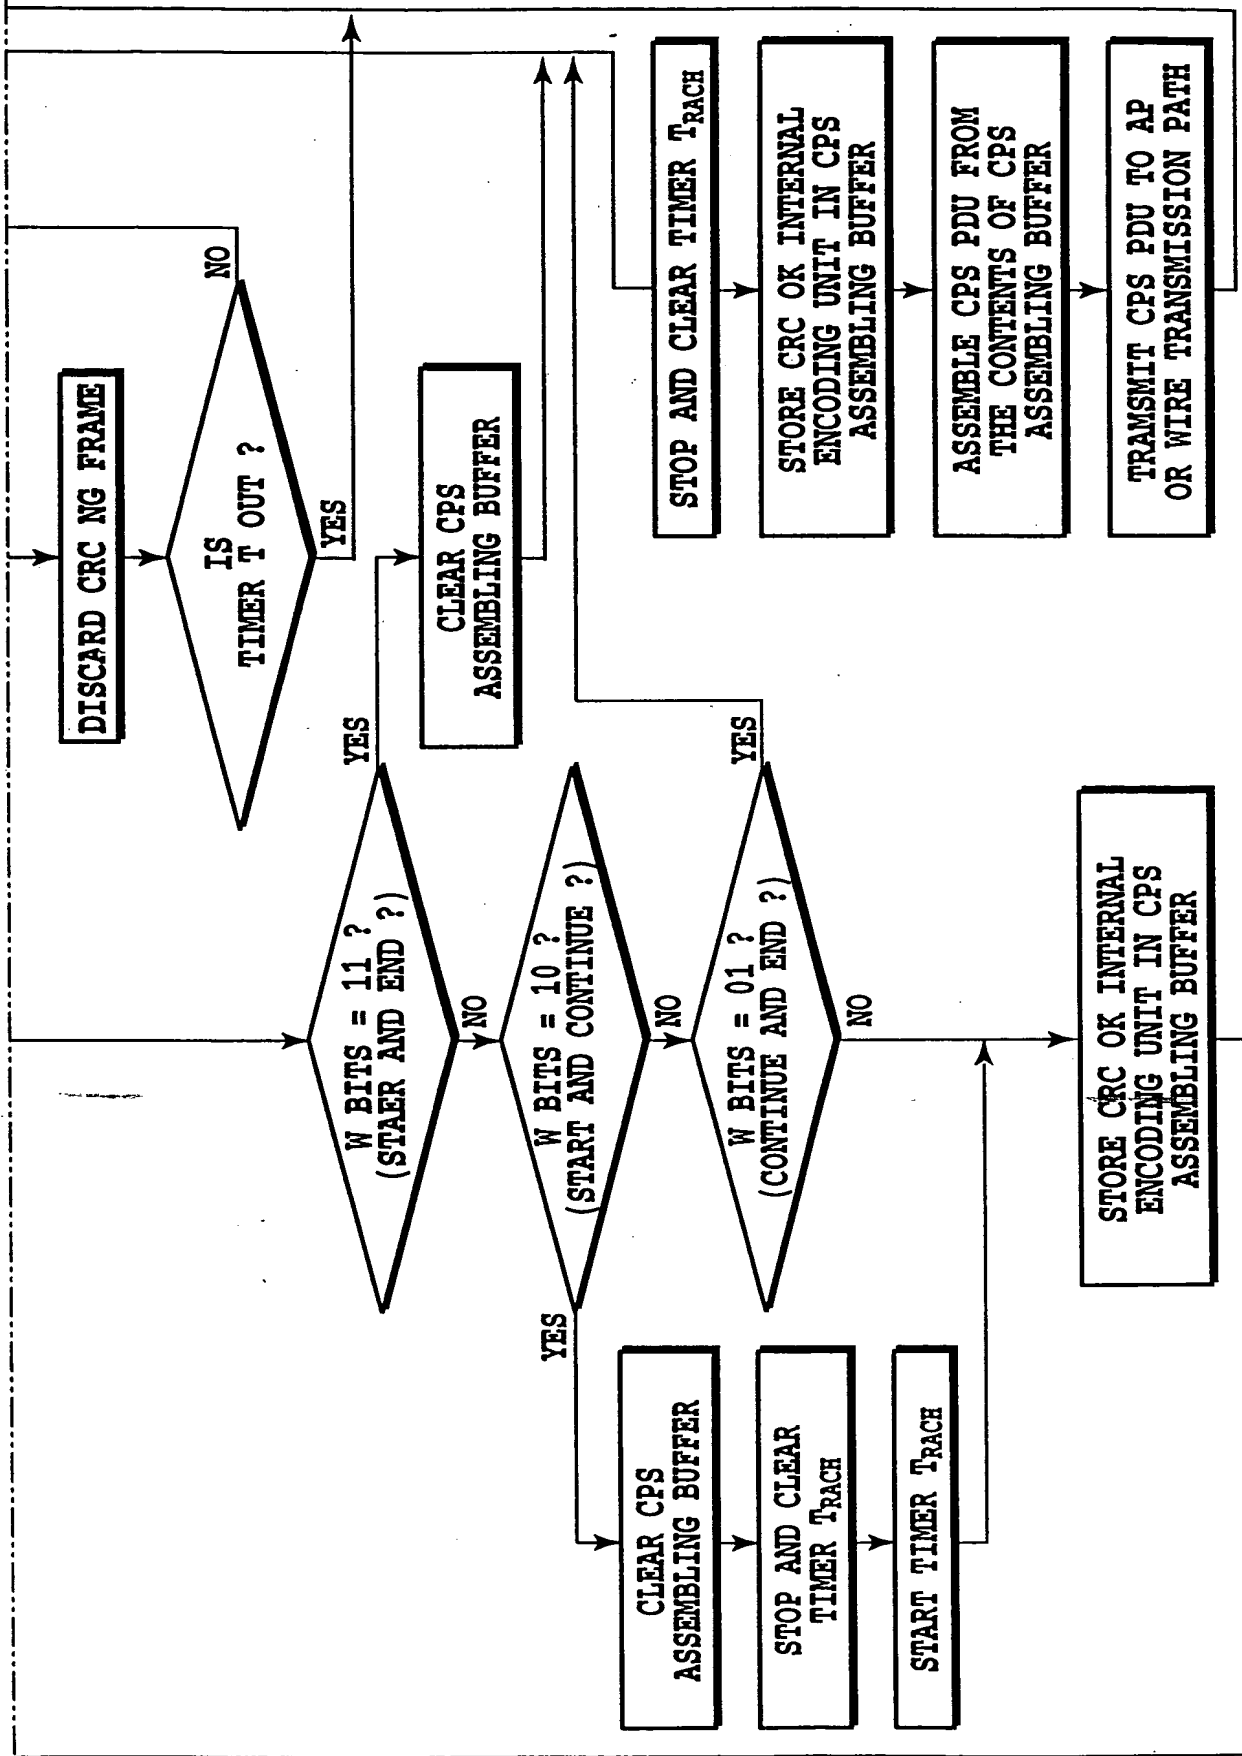 DISCARD CRC NG FRAME
IS
TIMER T OUT ?
NO
YES
W BITS = 11 ?
(STAER AND END ?)
YES
NO
CLEAR CPS
ASSEMBLING BUFFER
W BITS = 10 ?
(START AND CONTINUE ?)
YES
NO
W BITS = 01 ?
(CONTINUE AND END ?)
YES
NO
CLEAR CPS
ASSEMBLING BUFFER
STOP AND CLEAR
TIMER TRACH
START TIMER TRACH
STORE CRC OK INTERNAL
ENCODING UNIT IN CPS
ASSEMBLING BUFFER
STOP AND CLEAR TIMER TRACH
STORE CRC OK INTERNAL
ENCODING UNIT IN CPS
ASSEMBLING BUFFER
ASSEMBLE CPS PDU FROM
THE CONTENTS OF CPS
ASSEMBLING BUFFER
TRAMSMIT CPS PDU TO AP
OR WIRE TRANSMISSION PATH